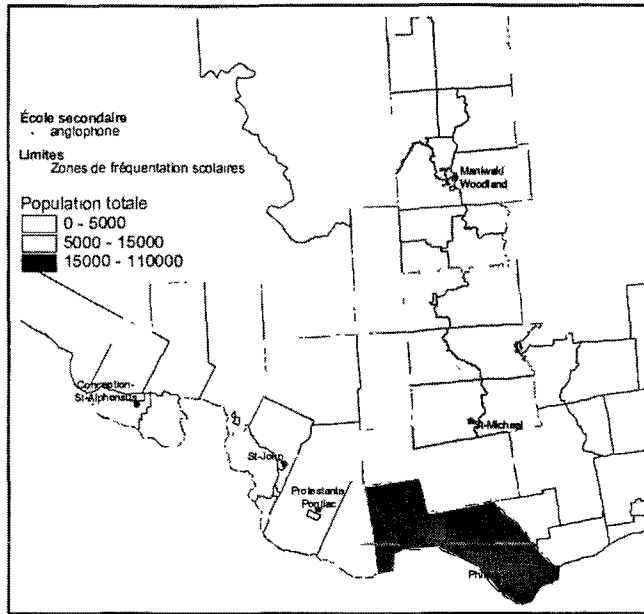 École secondaire
anglophone
Limites
Zones de fréquentation scolaires
Population totale
0 - 5000
5000 - 15000
15000 - 110000
Maniwaki
Woodland
Conception-
St-Alphonsus
St-John
Protestante
Pontiac
St-Michael